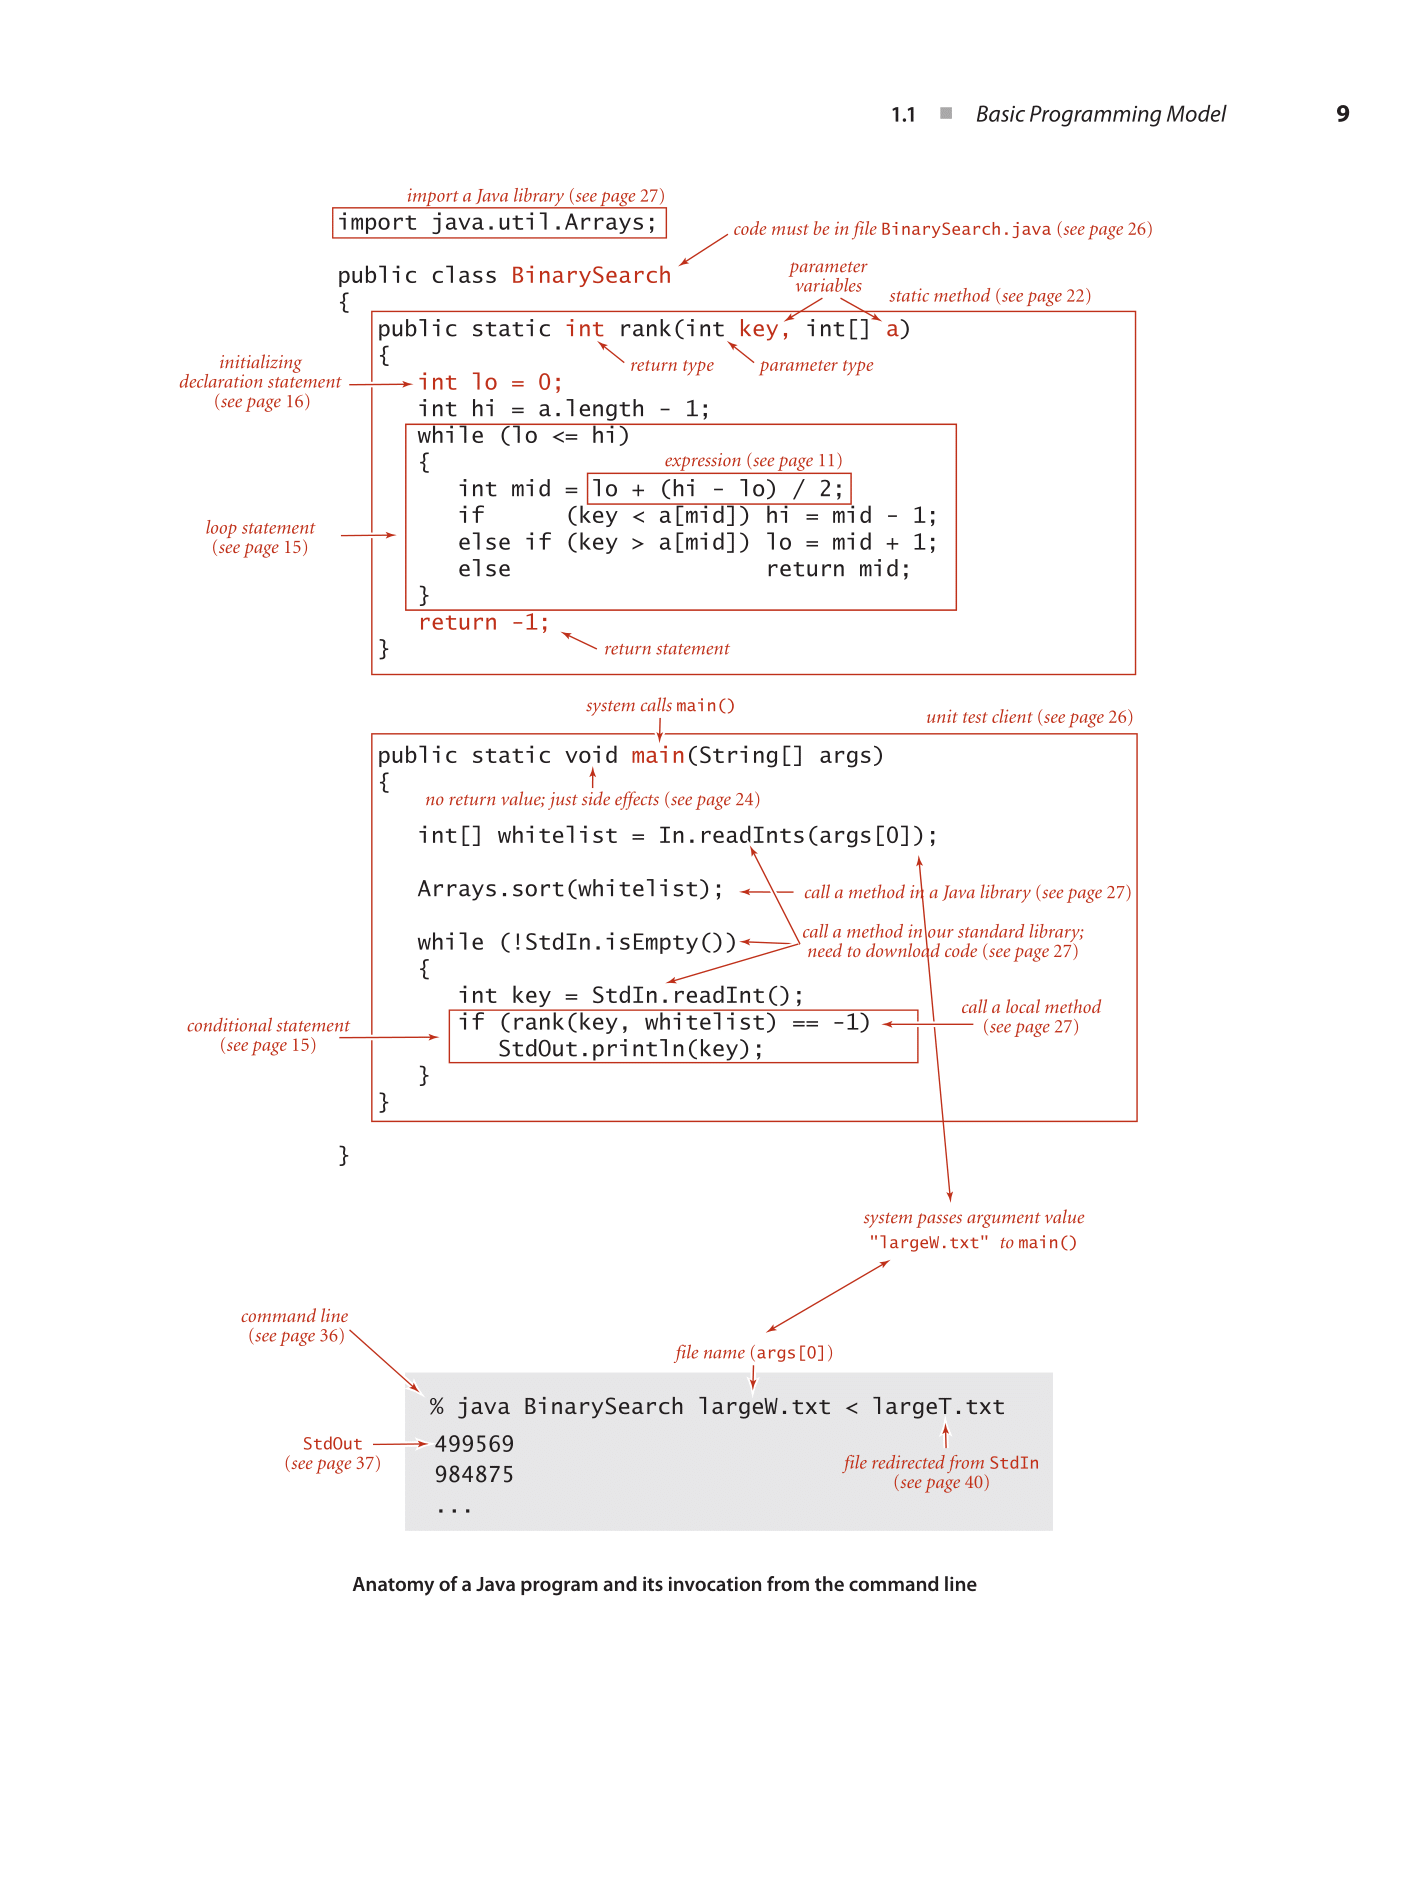 1.1 ■ Basic Programming Model 9
import a Java library (see page 27)
import java.util.Arrays;
code must be in file BinarySearch.java (see page 26)
public class BinarySearch
{
parameter
variables
static method (see page 22)
public static int rank(int key, int[] a)
{
return type
parameter type
initializing
declaration statement
(see page 16)
int lo = 0;
int hi = a.length - 1;
while (lo <= hi)
{
expression (see page 11)
int mid = lo + (hi - lo) / 2;
if (key < a[mid]) hi = mid - 1;
else if (key > a[mid]) lo = mid + 1;
else return mid;
}
loop statement
(see page 15)
return -1;
return statement
}
system calls main()
unit test client (see page 26)
public static void main(String[] args)
{
no return value; just side effects (see page 24)
int[] whitelist = In.readInts(args[0]);
Arrays.sort(whitelist);
call a method in a Java library (see page 27)
call a method in our standard library;
need to download code (see page 27)
while (!StdIn.isEmpty())
{
int key = StdIn.readInt();
if (rank(key, whitelist) == -1)
StdOut.println(key);
call a local method
(see page 27)
conditional statement
(see page 15)
}
}
}
system passes argument value
"largeW.txt" to main()
command line
(see page 36)
file name (args[0])
% java BinarySearch largeW.txt < largeT.txt
StdOut
(see page 37)
499569
984875
...
file redirected from StdIn
(see page 40)
Anatomy of a Java program and its invocation from the command line